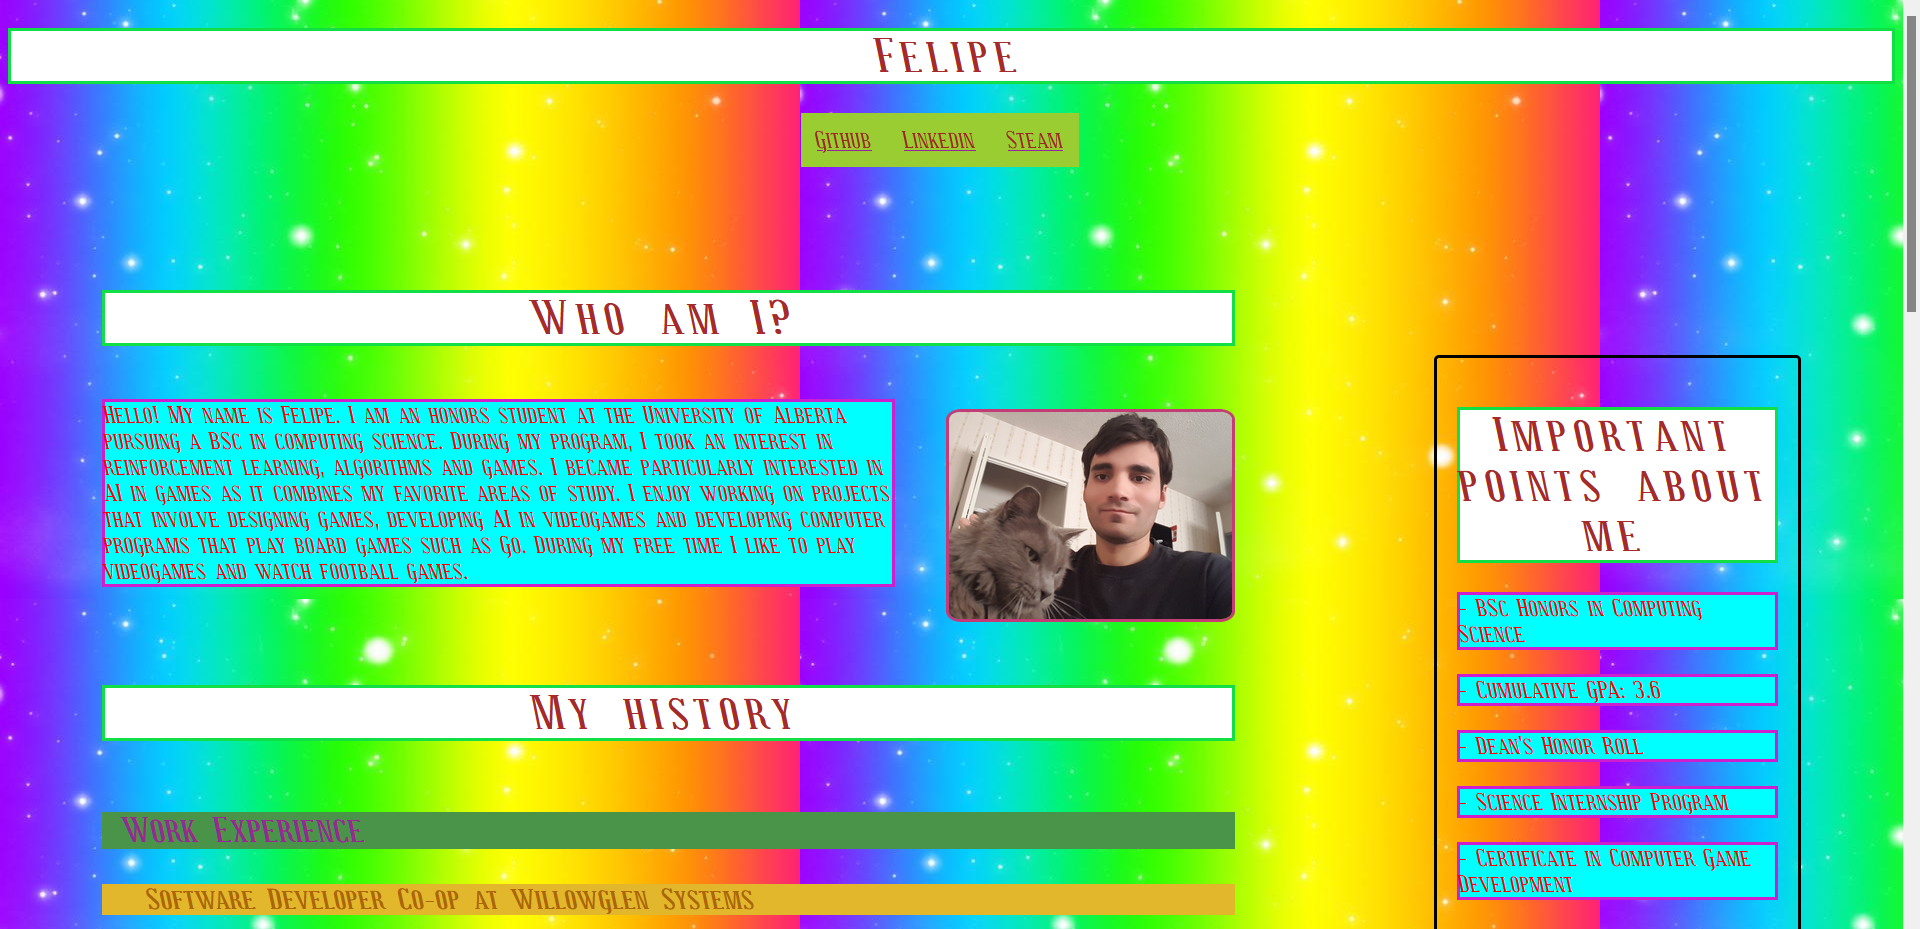 Felipe
Github Linkedin Steam
Who am I?
Hello! My name is Felipe. I am an honors student at the University of Alberta
pursuing a BSc in computing science. During my program, I took an interest in
reinforcement learning, algorithms and games. I became particularly interested in
AI in games as it combines my favorite areas of study. I enjoy working on projects
that involve designing games, developing AI in videogames and developing computer
programs that play board games such as Go. During my free time I like to play
videogames and watch football games.
My history
Work Experience
Software Developer Co-op at Willowglen Systems
Important
points about
me
- BSc Honors in Computing
Science
- Cumulative GPA: 3.6
- Dean's Honor Roll
- Science Internship Program
- Certificate in Computer Game
Development